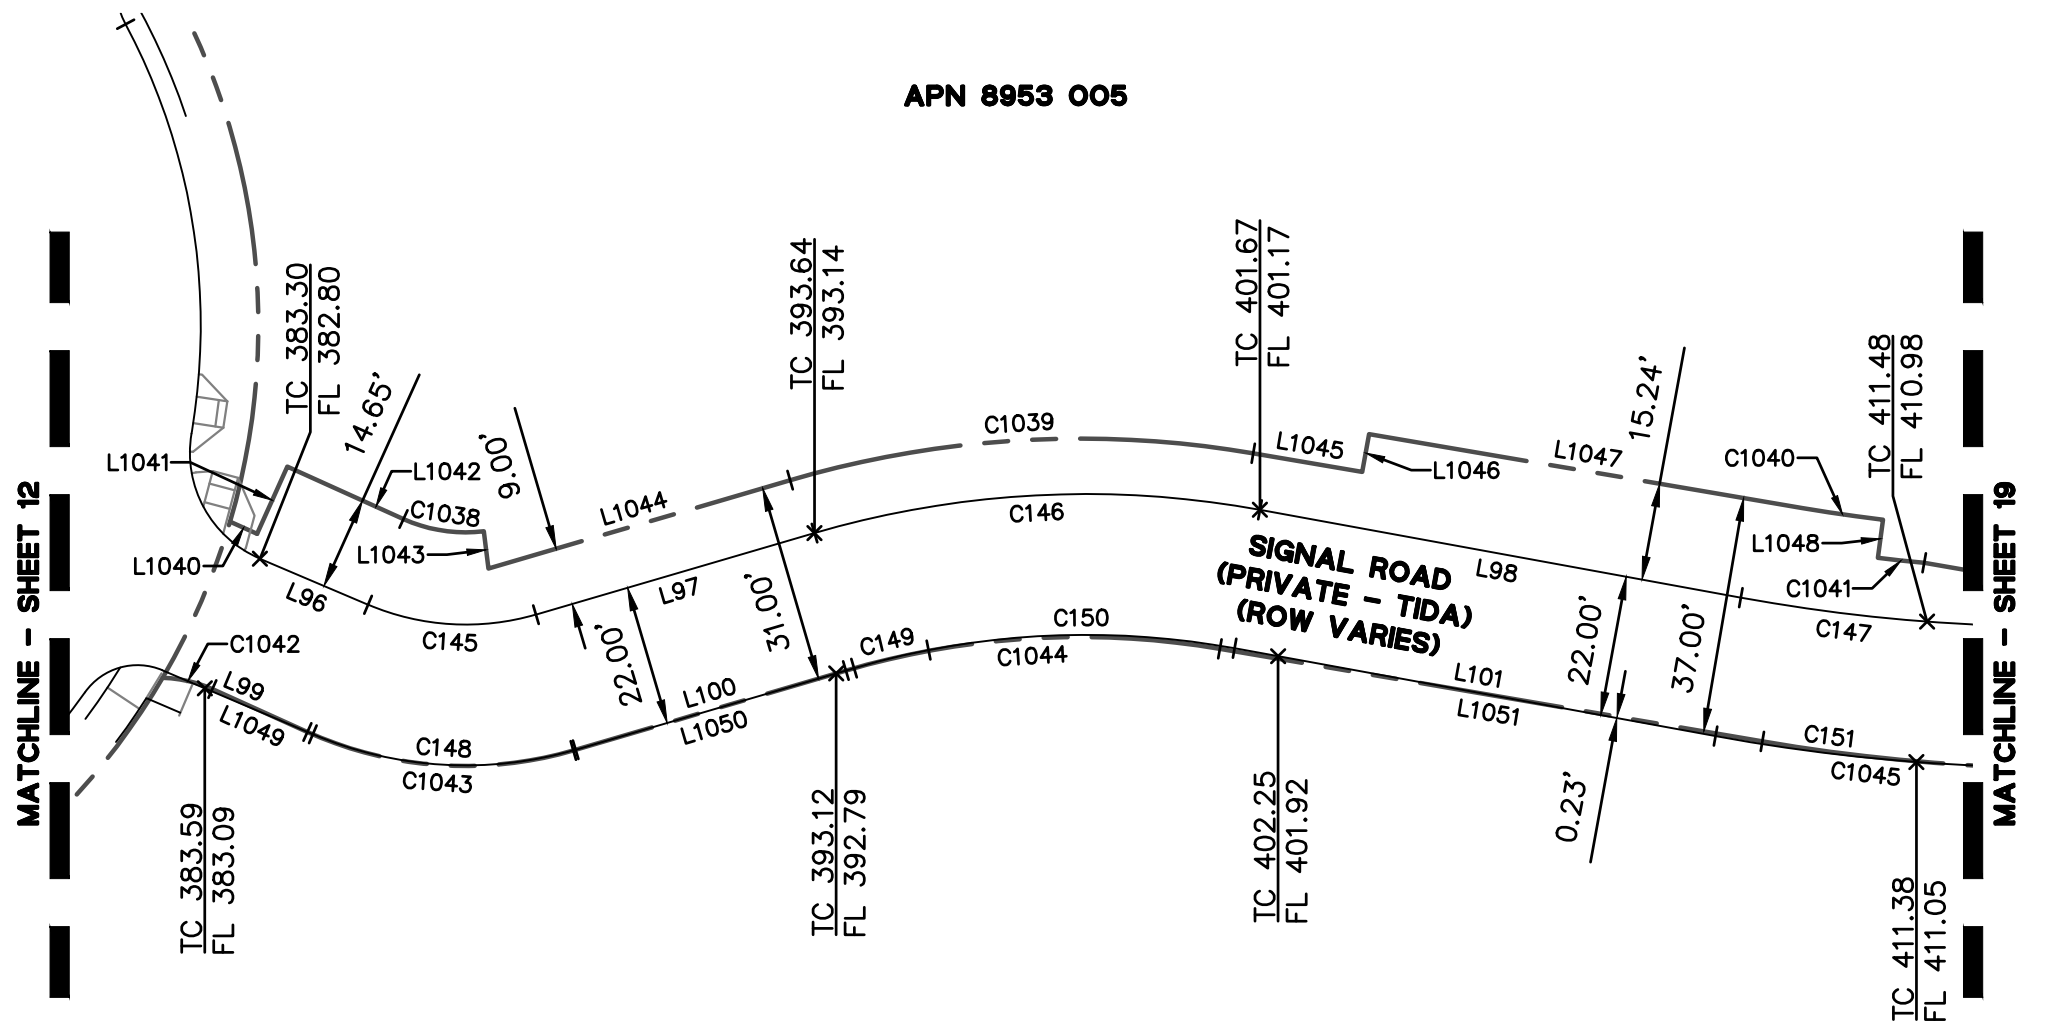 APN 8953 005
TC 383.30
FL 382.80
TC 393.64
FL 393.14
TC 401.67
FL 401.17
TC 411.48
FL 410.98
14.65'
9.00'
15.24'
C1039
L1045
L1046
L1047
C1040
L1041
L1042
C1038
L1044
L1043
L1040
L1048
C1041
C146
L96
C145
L97
L98
C147
SIGNAL ROAD
(PRIVATE - TIDA)
(ROW VARIES)
22.00'
31.00'
22.00'
37.00'
0.23'
C1042
L99
L1049
C148
C1043
L100
L1050
C149
C150
C1044
L101
L1051
C151
C1045
TC 383.59
FL 383.09
TC 393.12
FL 392.79
TC 402.25
FL 401.92
TC 411.38
FL 411.05
MATCHLINE - SHEET 12
MATCHLINE - SHEET 19